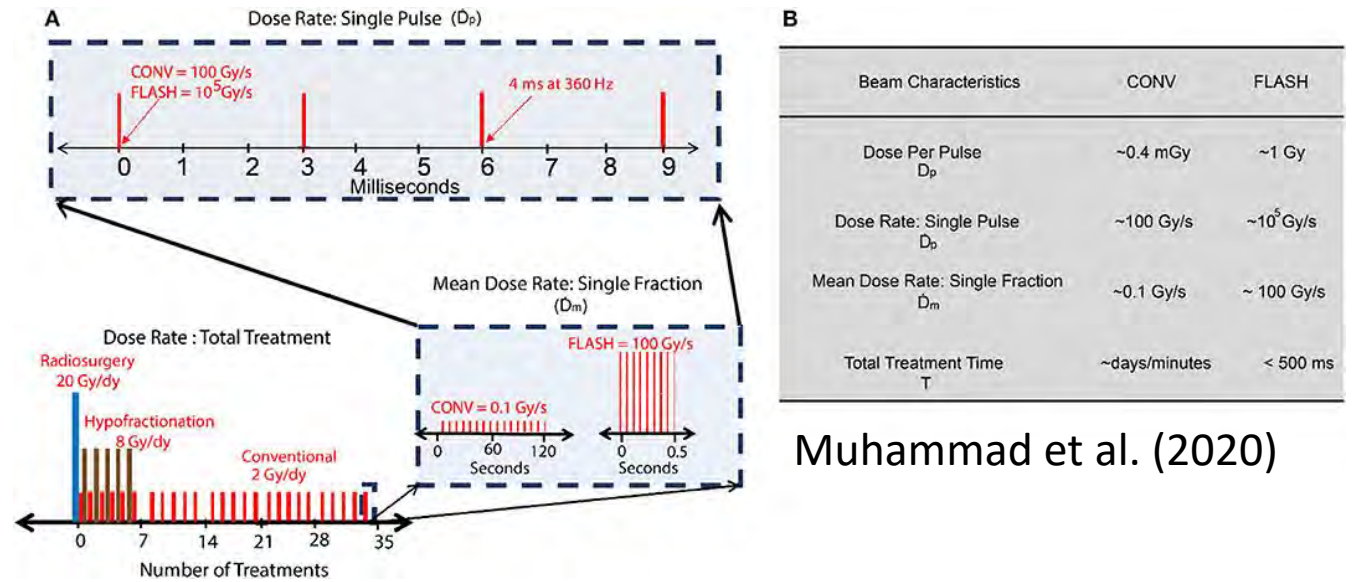 A
Dose Rate: Single Pulse (Ḋp)
CONV = 100 Gy/s
FLASH = 10⁵Gy/s
4 ms at 360 Hz
0 1 2 3 4 5 6 7 8 9
Milliseconds
Mean Dose Rate: Single Fraction
(Ḋm)
FLASH = 100 Gy/s
CONV = 0.1 Gy/s
0 60 120
Seconds
0 0.5
Seconds
Dose Rate : Total Treatment
Radiosurgery
20 Gy/dy
Hypofractionation
8 Gy/dy
Conventional
2 Gy/dy
0 7 14 21 28 35
Number of Treatments
B
Beam Characteristics CONV FLASH
Dose Per Pulse ~0.4 mGy ~1 Gy
Dp
Dose Rate: Single Pulse ~100 Gy/s ~10⁵Gy/s
Ḋp
Mean Dose Rate: Single Fraction ~0.1 Gy/s ~ 100 Gy/s
Ḋm
Total Treatment Time ~days/minutes < 500 ms
T
Muhammad et al. (2020)